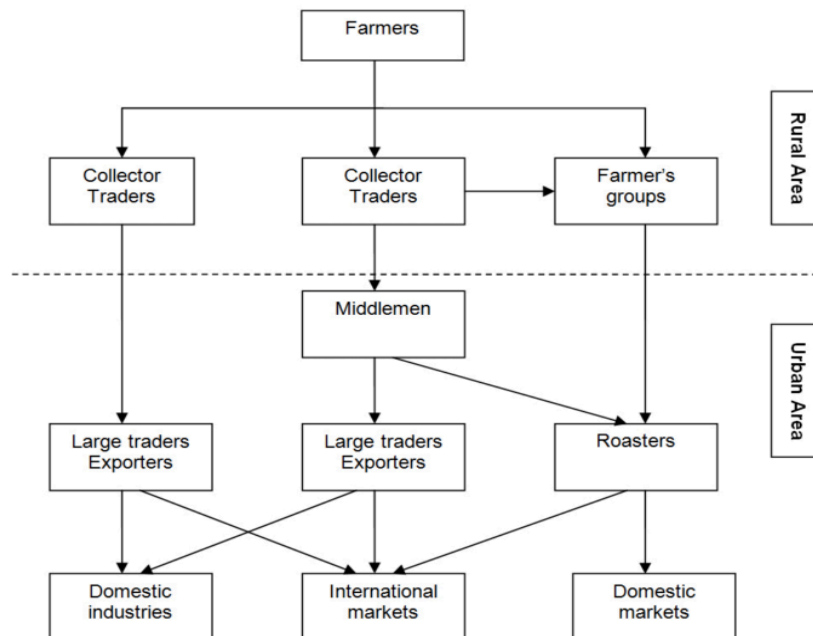 Farmers
Collector
Traders
Collector
Traders
Farmer's
groups
Rural Area
Middlemen
Urban Area
Large traders
Exporters
Large traders
Exporters
Roasters
Domestic
industries
International
markets
Domestic
markets